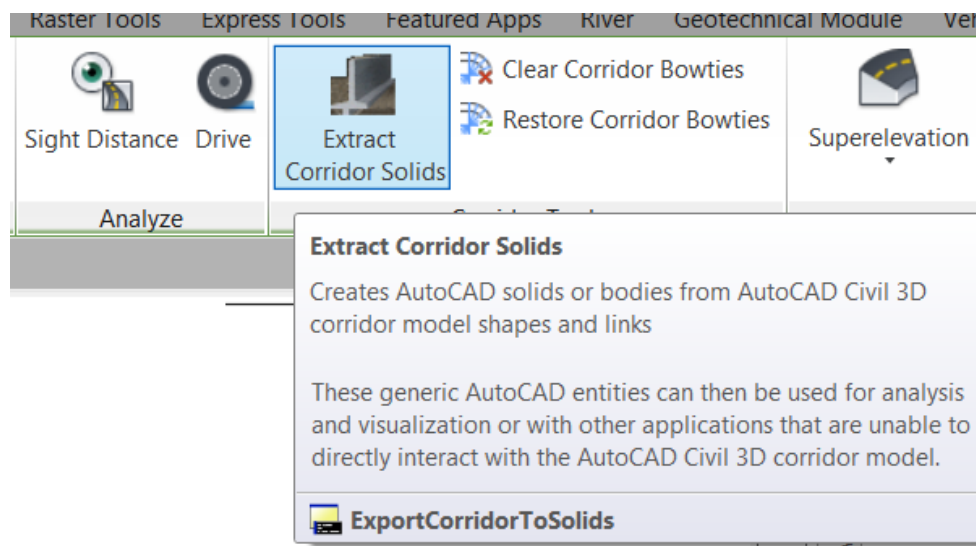 Raster Tools Express Tools Featured Apps River Geotechnical Module
Sight Distance Drive
Extract
Corridor Solids
Clear Corridor Bowties
Restore Corridor Bowties
Superelevation
Analyze
Extract Corridor Solids
Creates AutoCAD solids or bodies from AutoCAD Civil 3D
corridor model shapes and links
These generic AutoCAD entities can then be used for analysis
and visualization or with other applications that are unable to
directly interact with the AutoCAD Civil 3D corridor model.
ExportCorridorToSolids